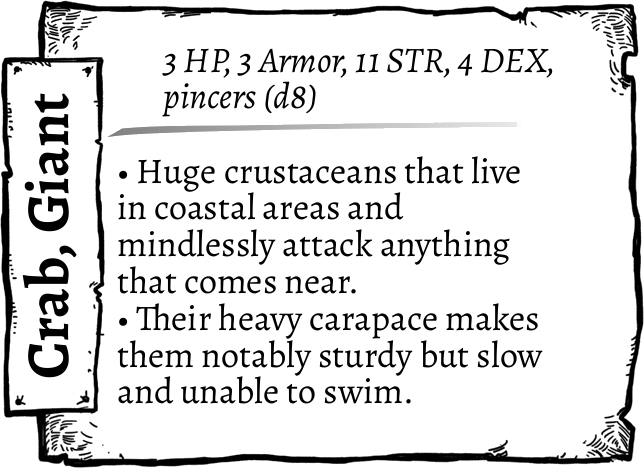 Crab, Giant
3 HP, 3 Armor, 11 STR, 4 DEX,
pincers (d8)
• Huge crustaceans that live
in coastal areas and
mindlessly attack anything
that comes near.
• Their heavy carapace makes
them notably sturdy but slow
and unable to swim.